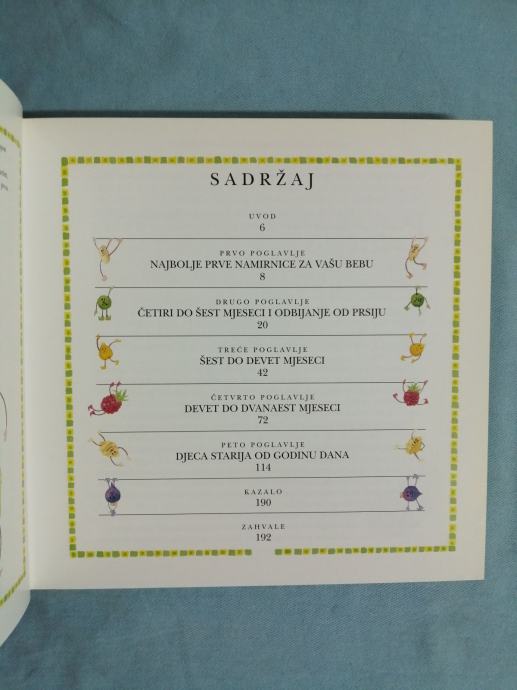 SADRŽAJ
UVOD
6
PRVO POGLAVLJE
NAJBOLJE PRVE NAMIRNICE ZA VAŠU BEBU
8
DRUGO POGLAVLJE
ČETIRI DO ŠEST MJESECI I ODBIJANJE OD PRSIJU
20
TREĆE POGLAVLJE
ŠEST DO DEVET MJESECI
42
ČETVRTO POGLAVLJE
DEVET DO DVANAEST MJESECI
72
PETO POGLAVLJE
DJECA STARIJA OD GODINU DANA
114
KAZALO
190
ZAHVALE
192